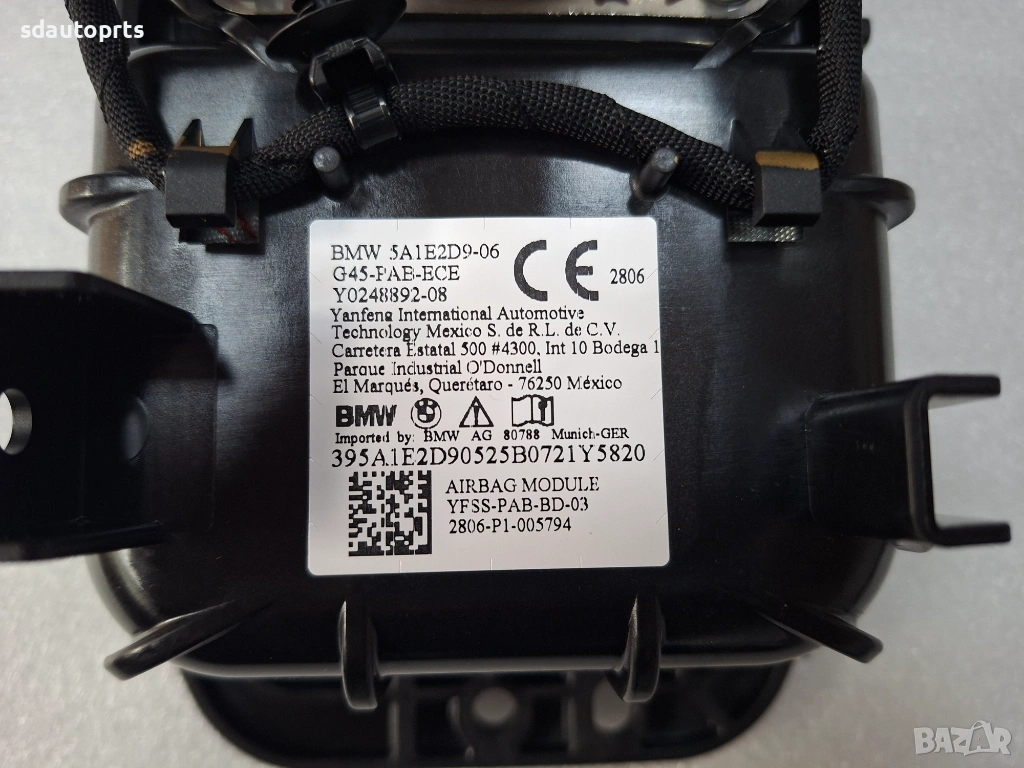 sdautoprts
BMW 5A1E2D9-06
G45-PAB-ECE
CE 2806
Y0248892-08
Yanfeng International Automotive
Technology Mexico S. de R.L. de C.V.
Carretera Estatal 500 #4300, Int 10 Bodega 1
Parque Industrial O'Donnell
El Marqués, Querétaro - 76250 México
BMW
Imported by: BMW AG 80788 Munich-GER
395A1E2D90525B0721Y5820
AIRBAG MODULE
YFSS-PAB-BD-03
2806-P1-005794
BAZAR